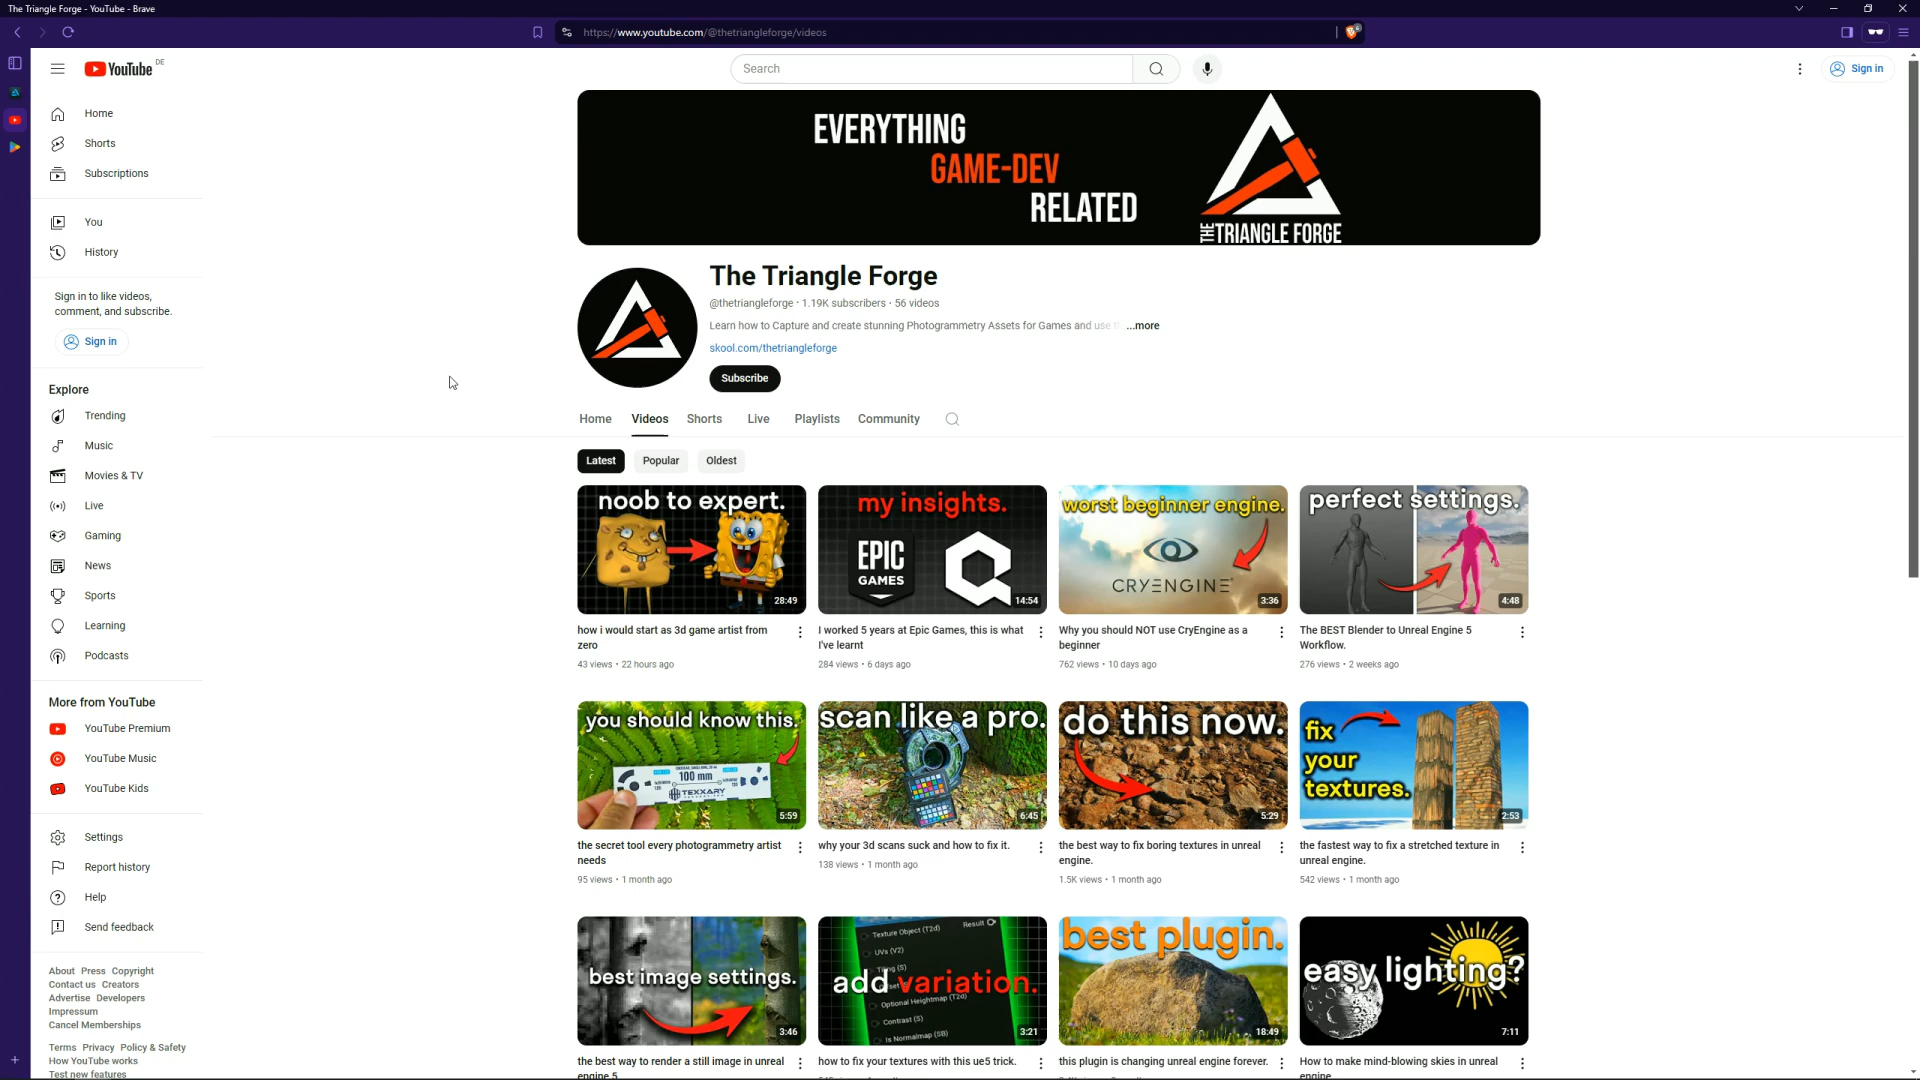 The Triangle Forge - YouTube - Brave
https://www.youtube.com/@thetriangleforge/videos
YouTube DE
Search
Sign in
Home
Shorts
Subscriptions
You
History
Sign in to like videos,
comment, and subscribe.
Sign in
Explore
Trending
Music
Movies & TV
Live
Gaming
News
Sports
Learning
Podcasts
More from YouTube
YouTube Premium
YouTube Music
YouTube Kids
Settings
Report history
Help
Send feedback
About Press Copyright
Contact us Creators
Advertise Developers
Impressum
Cancel Memberships
Terms Privacy Policy & Safety
How YouTube works
Test new features
EVERYTHING
GAME-DEV
RELATED
THE TRIANGLE FORGE
The Triangle Forge
@thetriangleforge • 1.19K subscribers • 56 videos
Learn how to Capture and create stunning Photogrammetry Assets for Games and use ...more
skool.com/thetriangleforge
Subscribe
Home Videos Shorts Live Playlists Community
Latest Popular Oldest
noob to expert.
28:49
how i would start as 3d game artist from
zero
43 views • 22 hours ago
my insights.
EPIC
GAMES
14:54
I worked 5 years at Epic Games, this is what
I've learnt
284 views • 6 days ago
worst beginner engine.
CRYENGINE
3:36
Why you should NOT use CryEngine as a
beginner
762 views • 10 days ago
perfect settings.
4:48
The BEST Blender to Unreal Engine 5
Workflow.
276 views • 2 weeks ago
you should know this.
100 mm
TEXXARY
5:59
the secret tool every photogrammetry artist
needs
95 views • 1 month ago
scan like a pro.
6:45
why your 3d scans suck and how to fix it.
138 views • 1 month ago
do this now.
5:29
the best way to fix boring textures in unreal
engine.
1.5K views • 1 month ago
fix
your
textures.
2:53
the fastest way to fix a stretched texture in
unreal engine.
542 views • 1 month ago
best image settings.
3:46
the best way to render a still image in unreal
engine 5
Texture Object (T2d)
Result
UVs (V2)
add variation.
Optional Heightmap (T2d)
Contrast (S)
Is Normalmap (SB)
3:21
how to fix your textures with this ue5 trick.
best plugin.
18:49
this plugin is changing unreal engine forever.
easy lighting?
7:11
How to make mind-blowing skies in unreal
engine